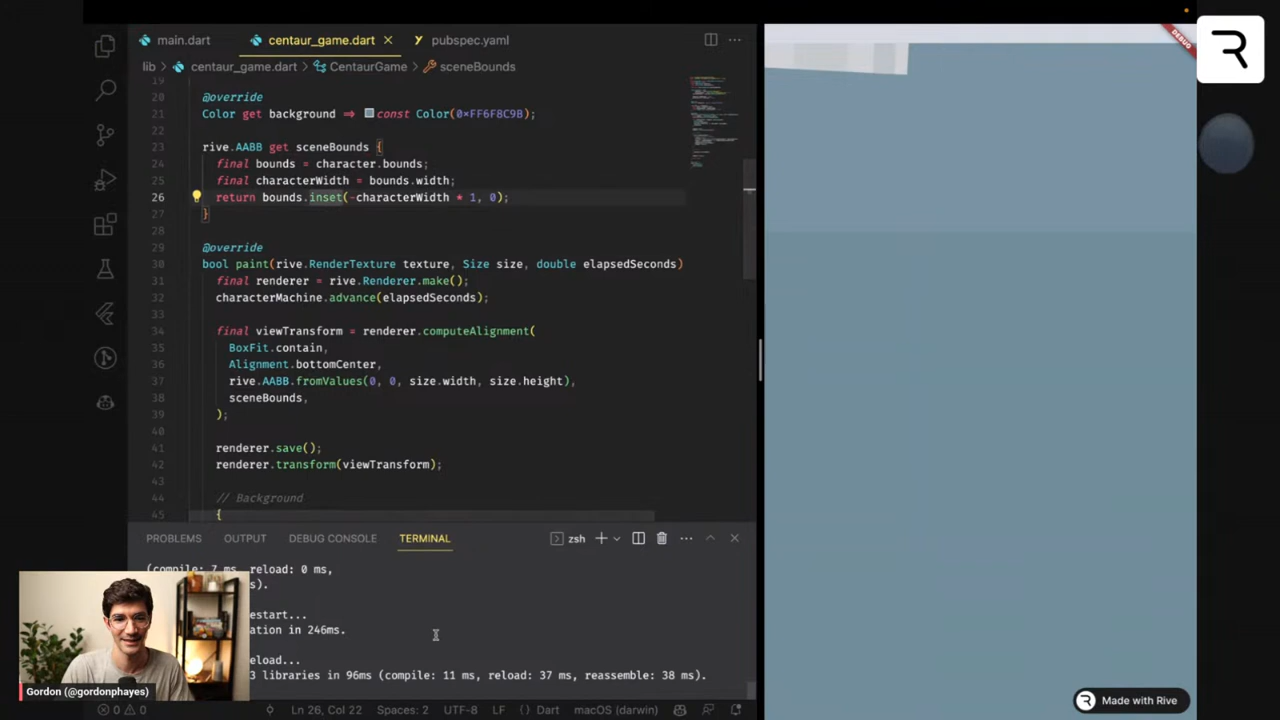 main.dart
centaur_game.dart
pubspec.yaml
lib > centaur_game.dart > CentaurGame > sceneBounds
19
20 @override
21 Color get background => const Color(0xFF6F8C9B);
22
23 rive.AABB get sceneBounds {
24 final bounds = character.bounds;
25 final characterWidth = bounds.width;
26 return bounds.inset(-characterWidth * 1, 0);
27 }
28
29 @override
30 bool paint(rive.RenderTexture texture, Size size, double elapsedSeconds)
31 final renderer = rive.Renderer.make();
32 characterMachine.advance(elapsedSeconds);
33
34 final viewTransform = renderer.computeAlignment(
35 BoxFit.contain,
36 Alignment.bottomCenter,
37 rive.AABB.fromValues(0, 0, size.width, size.height),
38 sceneBounds,
39 );
40
41 renderer.save();
42 renderer.transform(viewTransform);
43
44 // Background
45 {
PROBLEMS OUTPUT DEBUG CONSOLE TERMINAL
zsh
(compile: 7 ms, reload: 0 ms,
s).
estart...
ation in 246ms.
eload...
3 libraries in 96ms (compile: 11 ms, reload: 37 ms, reassemble: 38 ms).
Gordon (@gordonphayes)
0 0
Ln 26, Col 22 Spaces: 2 UTF-8 LF {} Dart macOS (darwin)
DEBUG
R
R Made with Rive